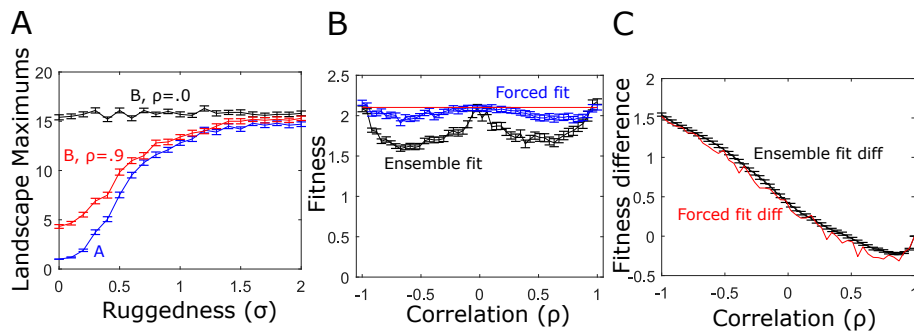 A
Landscape Maximums
20
15
10
5
0
B, ρ=.0
B, ρ=.9
A
0
0.5
1
1.5
2
Ruggedness (σ)
B
Fitness
2.5
2
1.5
1
0.5
0
Forced fit
Ensemble fit
-1
-0.5
0
0.5
1
Correlation (ρ)
C
Fitness difference
2
1.5
1
0.5
0
-0.5
Ensemble fit diff
Forced fit diff
-1
-0.5
0
0.5
1
Correlation (ρ)